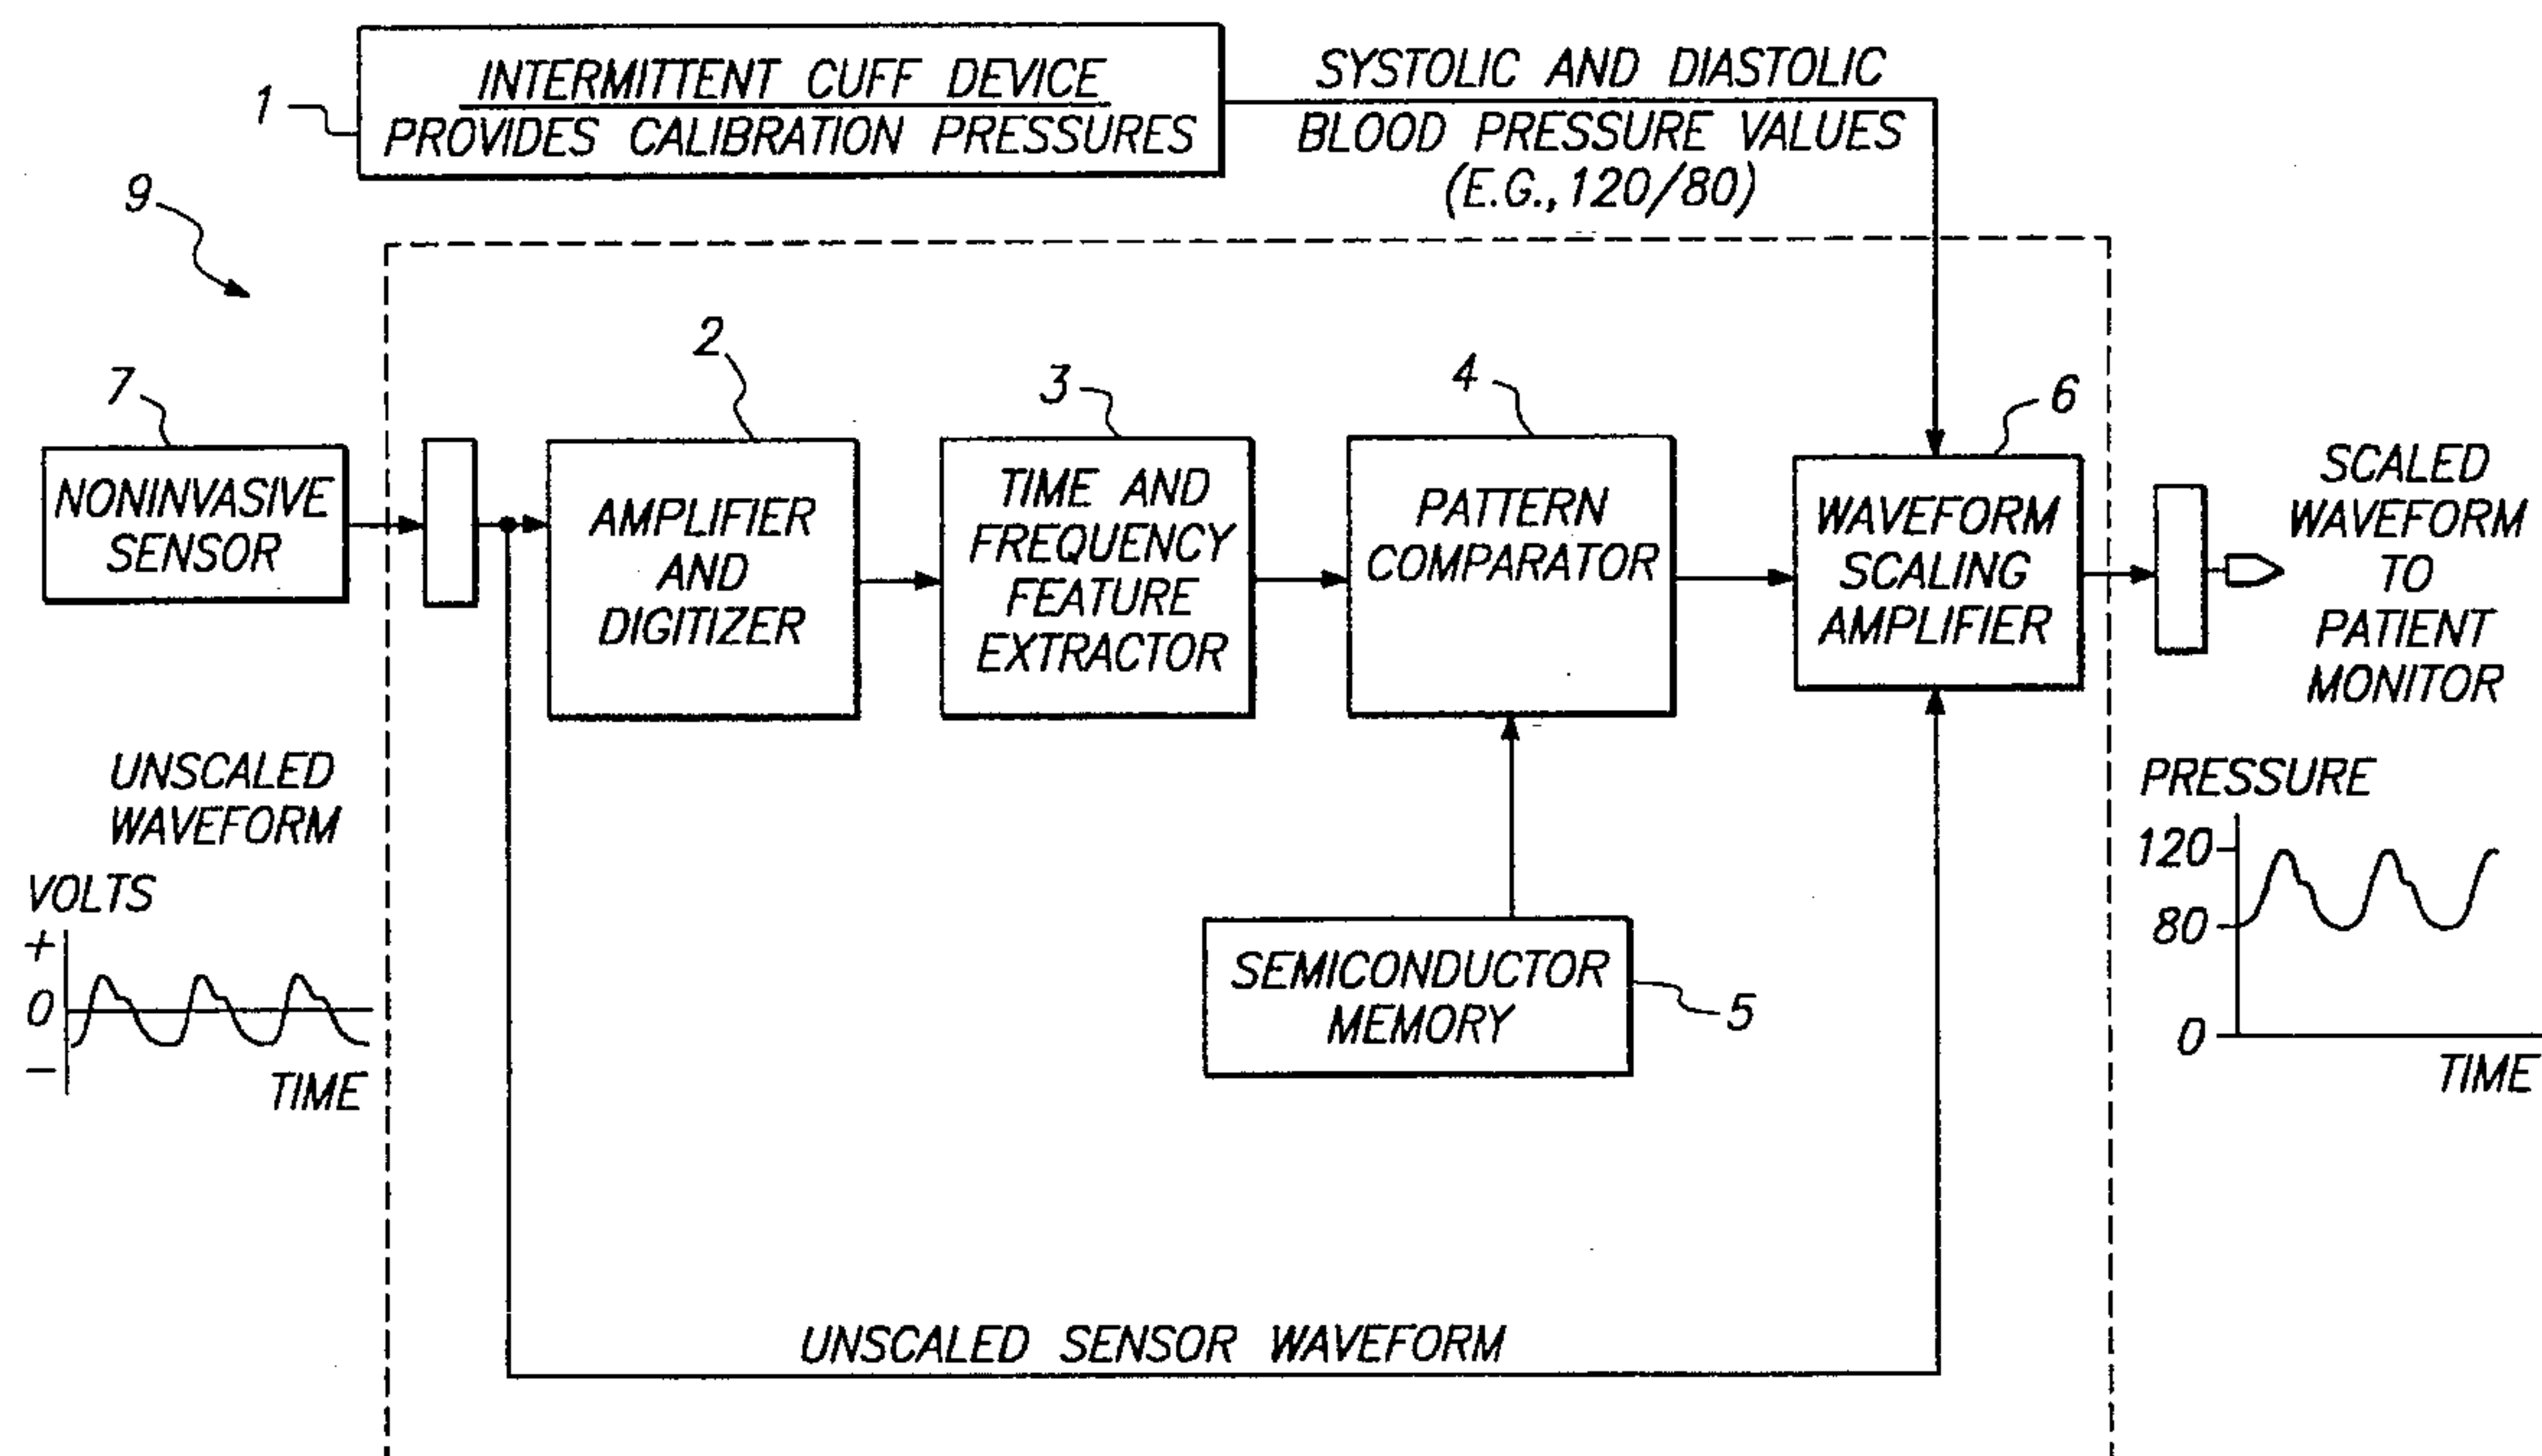 1
INTERMITTENT CUFF DEVICE
PROVIDES CALIBRATION PRESSURES
SYSTOLIC AND DIASTOLIC
BLOOD PRESSURE VALUES
(E.G., 120/80)
9
7
NONINVASIVE
SENSOR
2
AMPLIFIER
AND
DIGITIZER
3
TIME AND
FREQUENCY
FEATURE
EXTRACTOR
4
PATTERN
COMPARATOR
6
WAVEFORM
SCALING
AMPLIFIER
SCALED
WAVEFORM
TO
PATIENT
MONITOR
UNSCALED
WAVEFORM
VOLTS
+
0
−
TIME
SEMICONDUCTOR
MEMORY
5
PRESSURE
120
80
0
TIME
UNSCALED SENSOR WAVEFORM